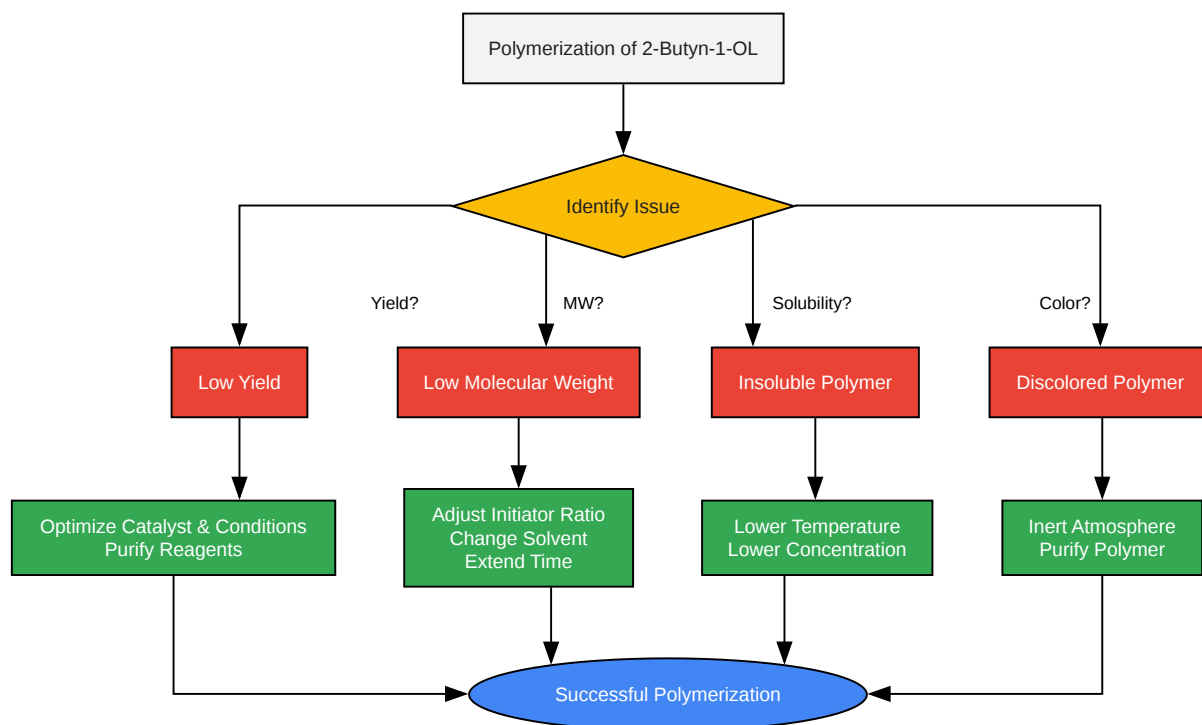 Polymerization of 2-Butyn-1-OL
Identify Issue
Yield?
MW?
Solubility?
Color?
Low Yield
Low Molecular Weight
Insoluble Polymer
Discolored Polymer
Optimize Catalyst & Conditions
Purify Reagents
Adjust Initiator Ratio
Change Solvent
Extend Time
Lower Temperature
Lower Concentration
Inert Atmosphere
Purify Polymer
Successful Polymerization